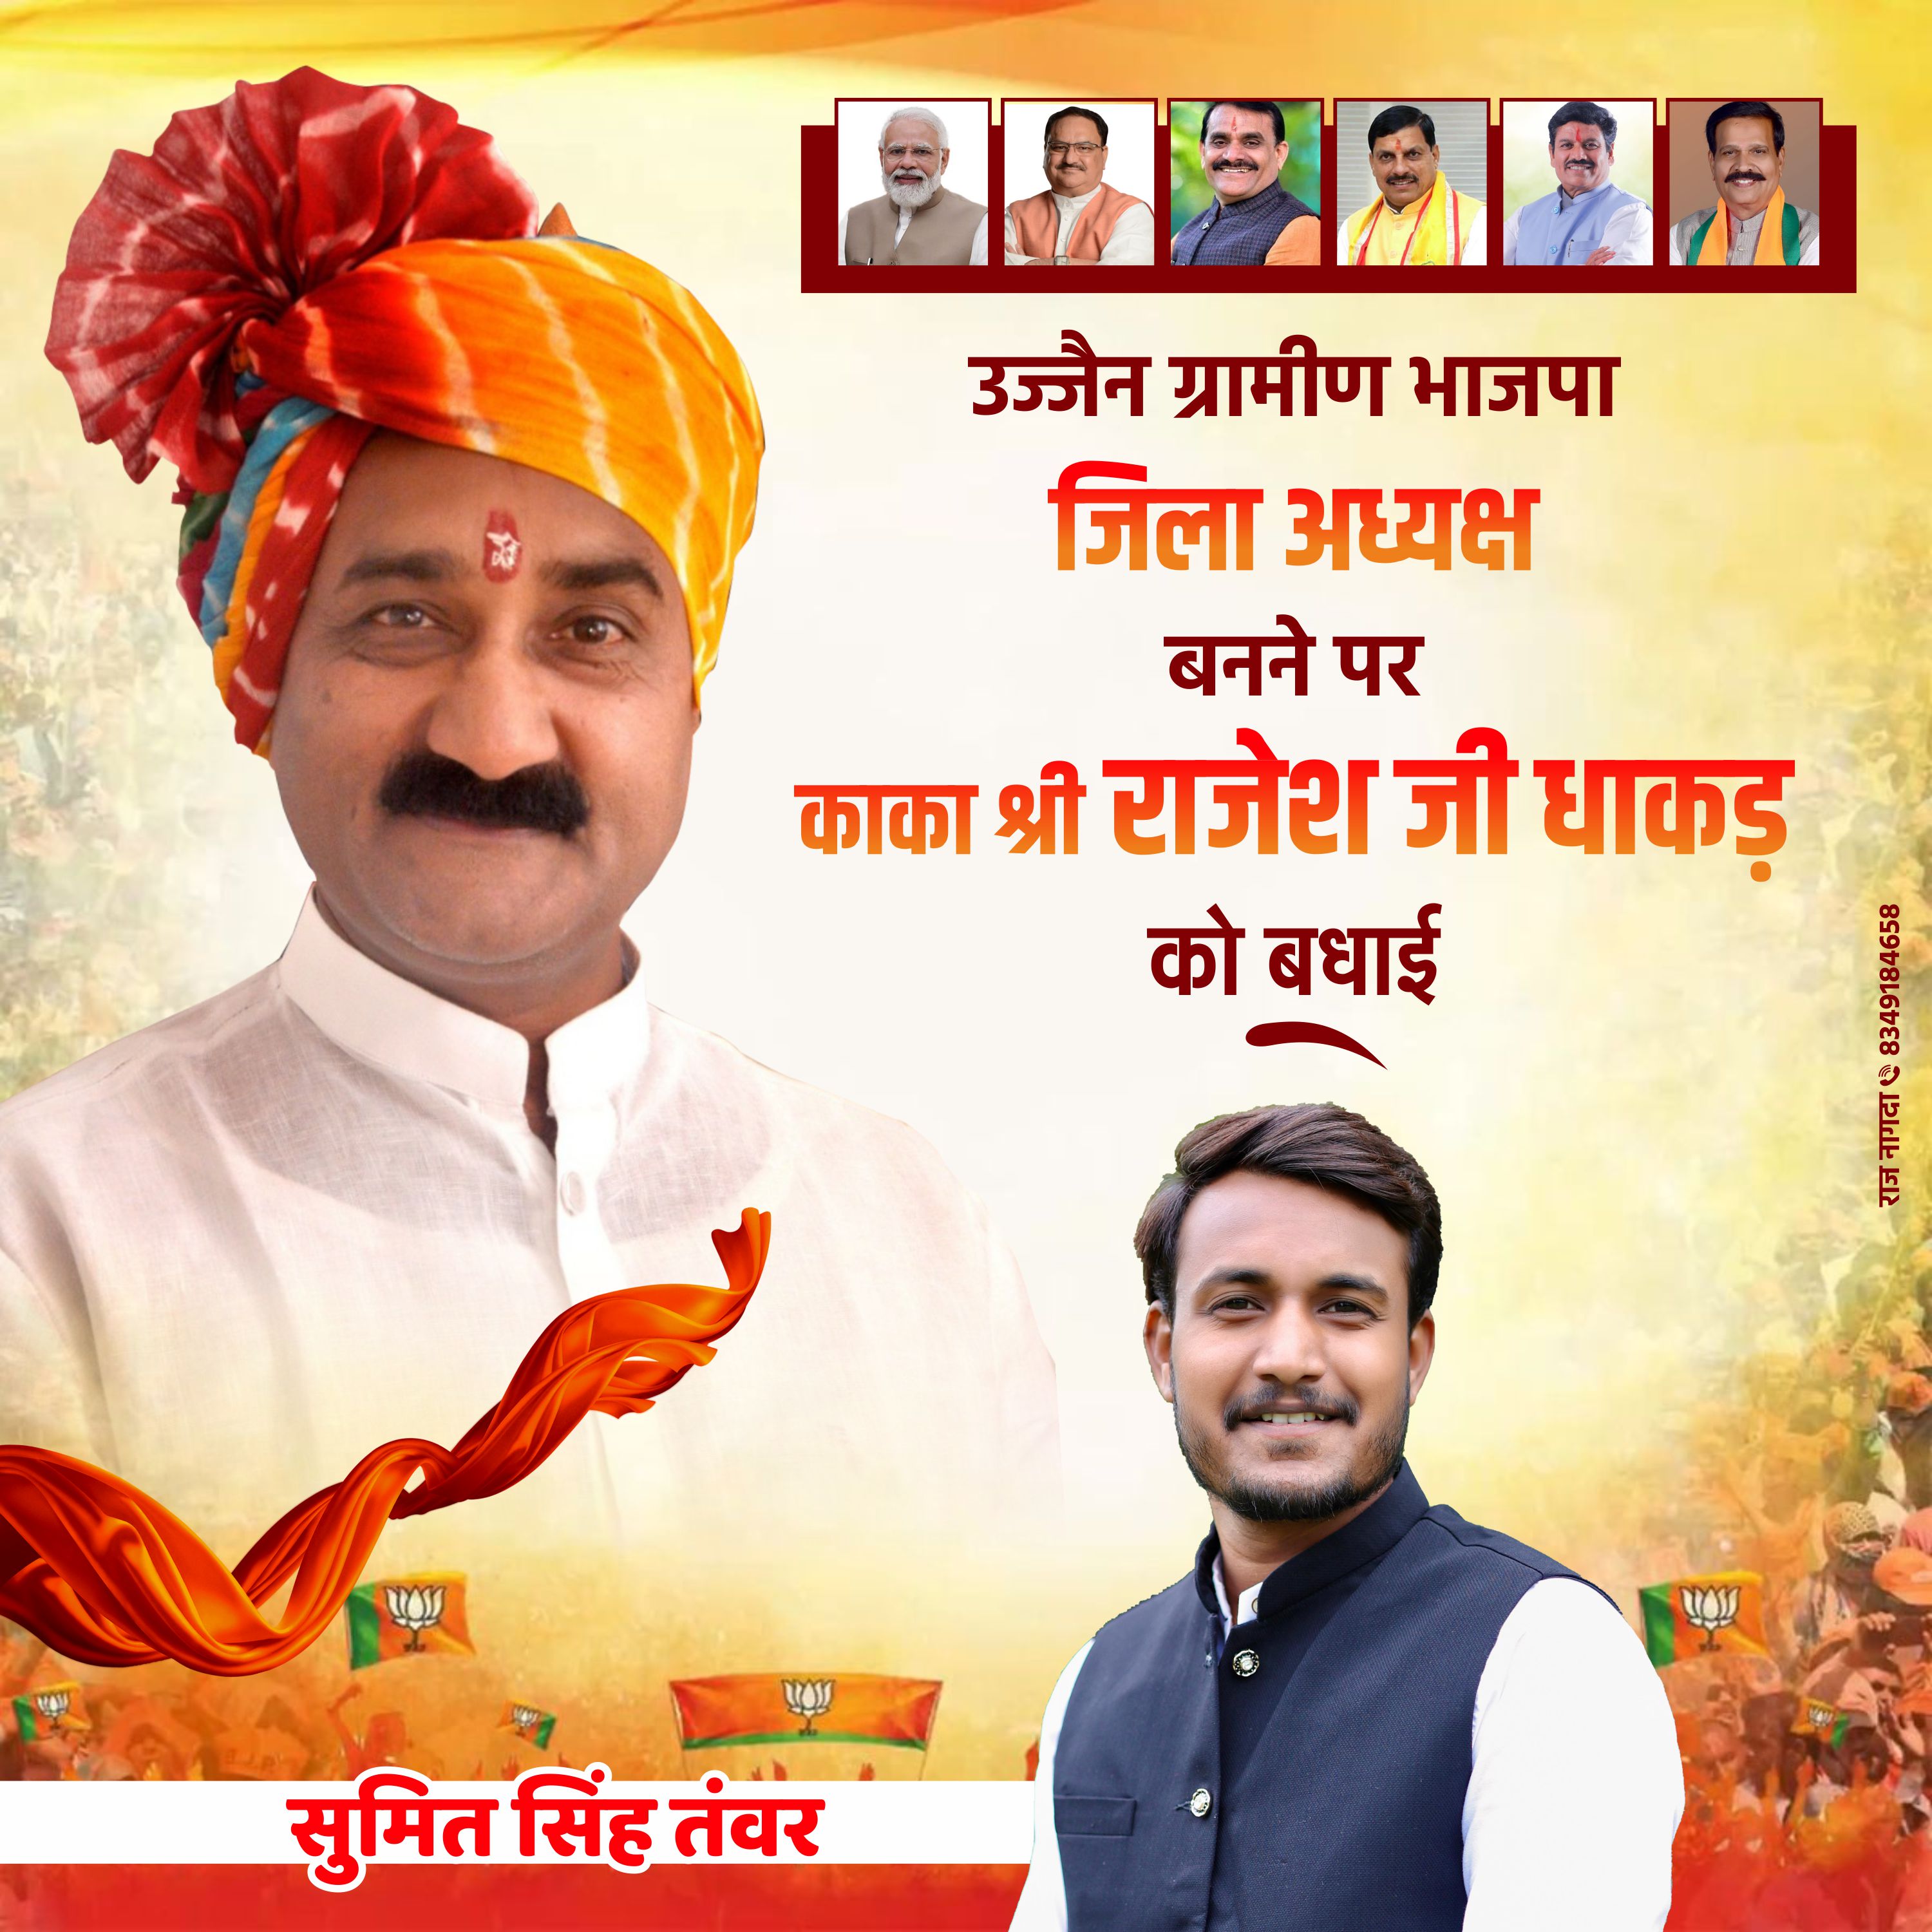 उज्जैन ग्रामीण भाजपा
जिला अध्यक्ष
बनने पर
काका श्री राजेश जी धाकड़
को बधाई
राज नागदा 8349184658
सुमित सिंह तंवर